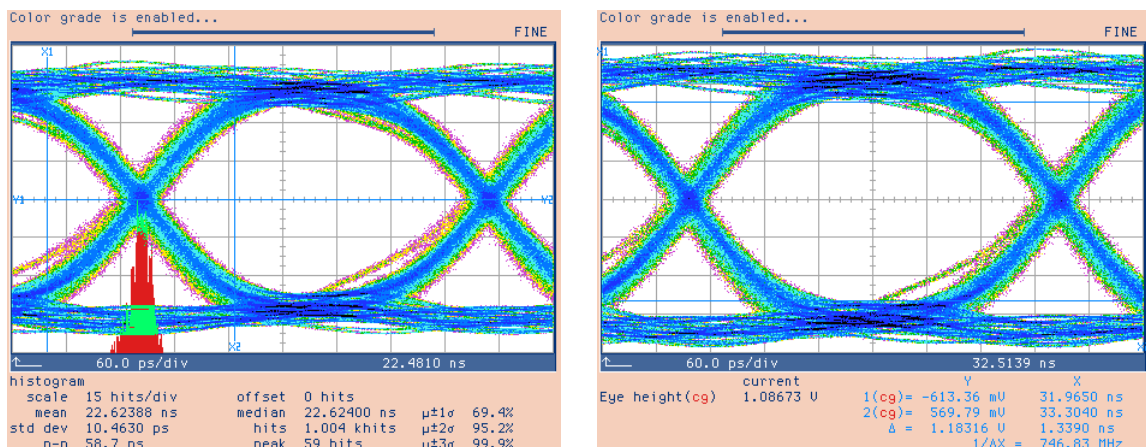 Color grade is enabled...
FINE
X1
Y1
Y2
X2
60.0 ps/div 22.4810 ns
histogram
scale 15 hits/div offset 0 hits
mean 22.62388 ns median 22.62400 ns μ±1σ 69.4%
std dev 10.4630 ps hits 1.004 khits μ±2σ 95.2%
p-p 58.7 ps peak 59 hits μ±3σ 99.9%
Color grade is enabled...
FINE
X1
60.0 ps/div 32.5139 ns
current Y X
Eye height(cg) 1.08673 V 1(cg)= -613.36 mV 31.9650 ns
2(cg)= 569.79 mV 33.3040 ns
Δ = 1.18316 V 1.3390 ns
1/ΔX = 746.83 MHz